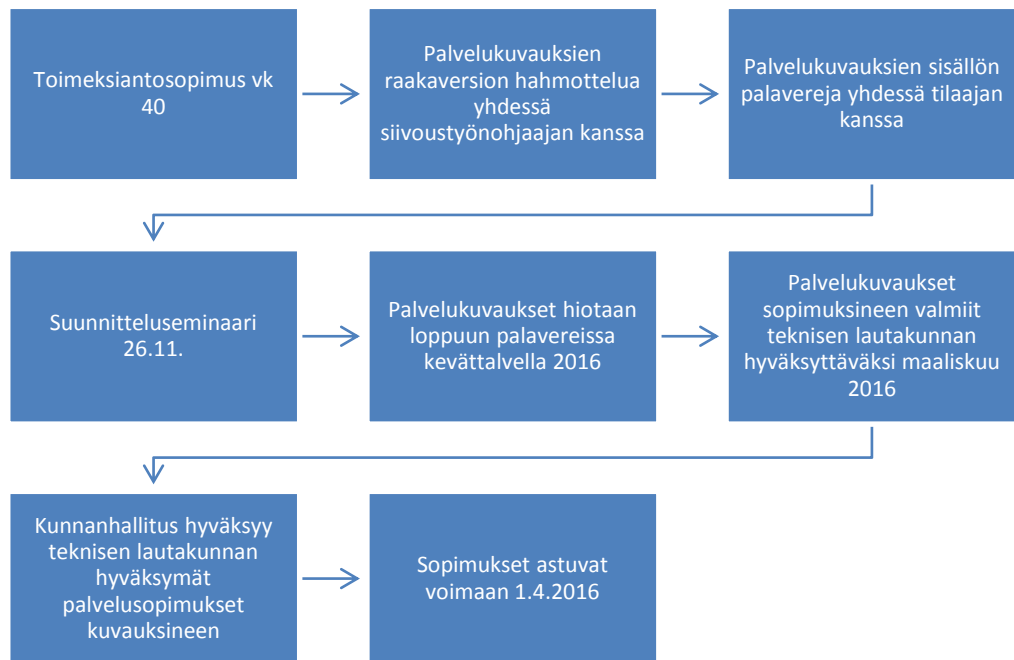 Toimeksiantosopimus vk
40
Palvelukuvauksien
raakaversion hahmottelua
yhdessä
siivoustyönohjaajan kanssa
Palvelukuvauksien sisällön
palavereja yhdessä tilaajan
kanssa
Suunnitteluseminaari
26.11.
Palvelukuvaukset hiotaan
loppuun palavereissa
kevättalvella 2016
Palvelukuvaukset
sopimuksineen valmiit
teknisen lautakunnan
hyväksyttäväksi maaliskuu
2016
Kunnanhallitus hyväksyy
teknisen lautakunnan
hyväksymät
palvelusopimukset
kuvauksineen
Sopimukset astuvat
voimaan 1.4.2016